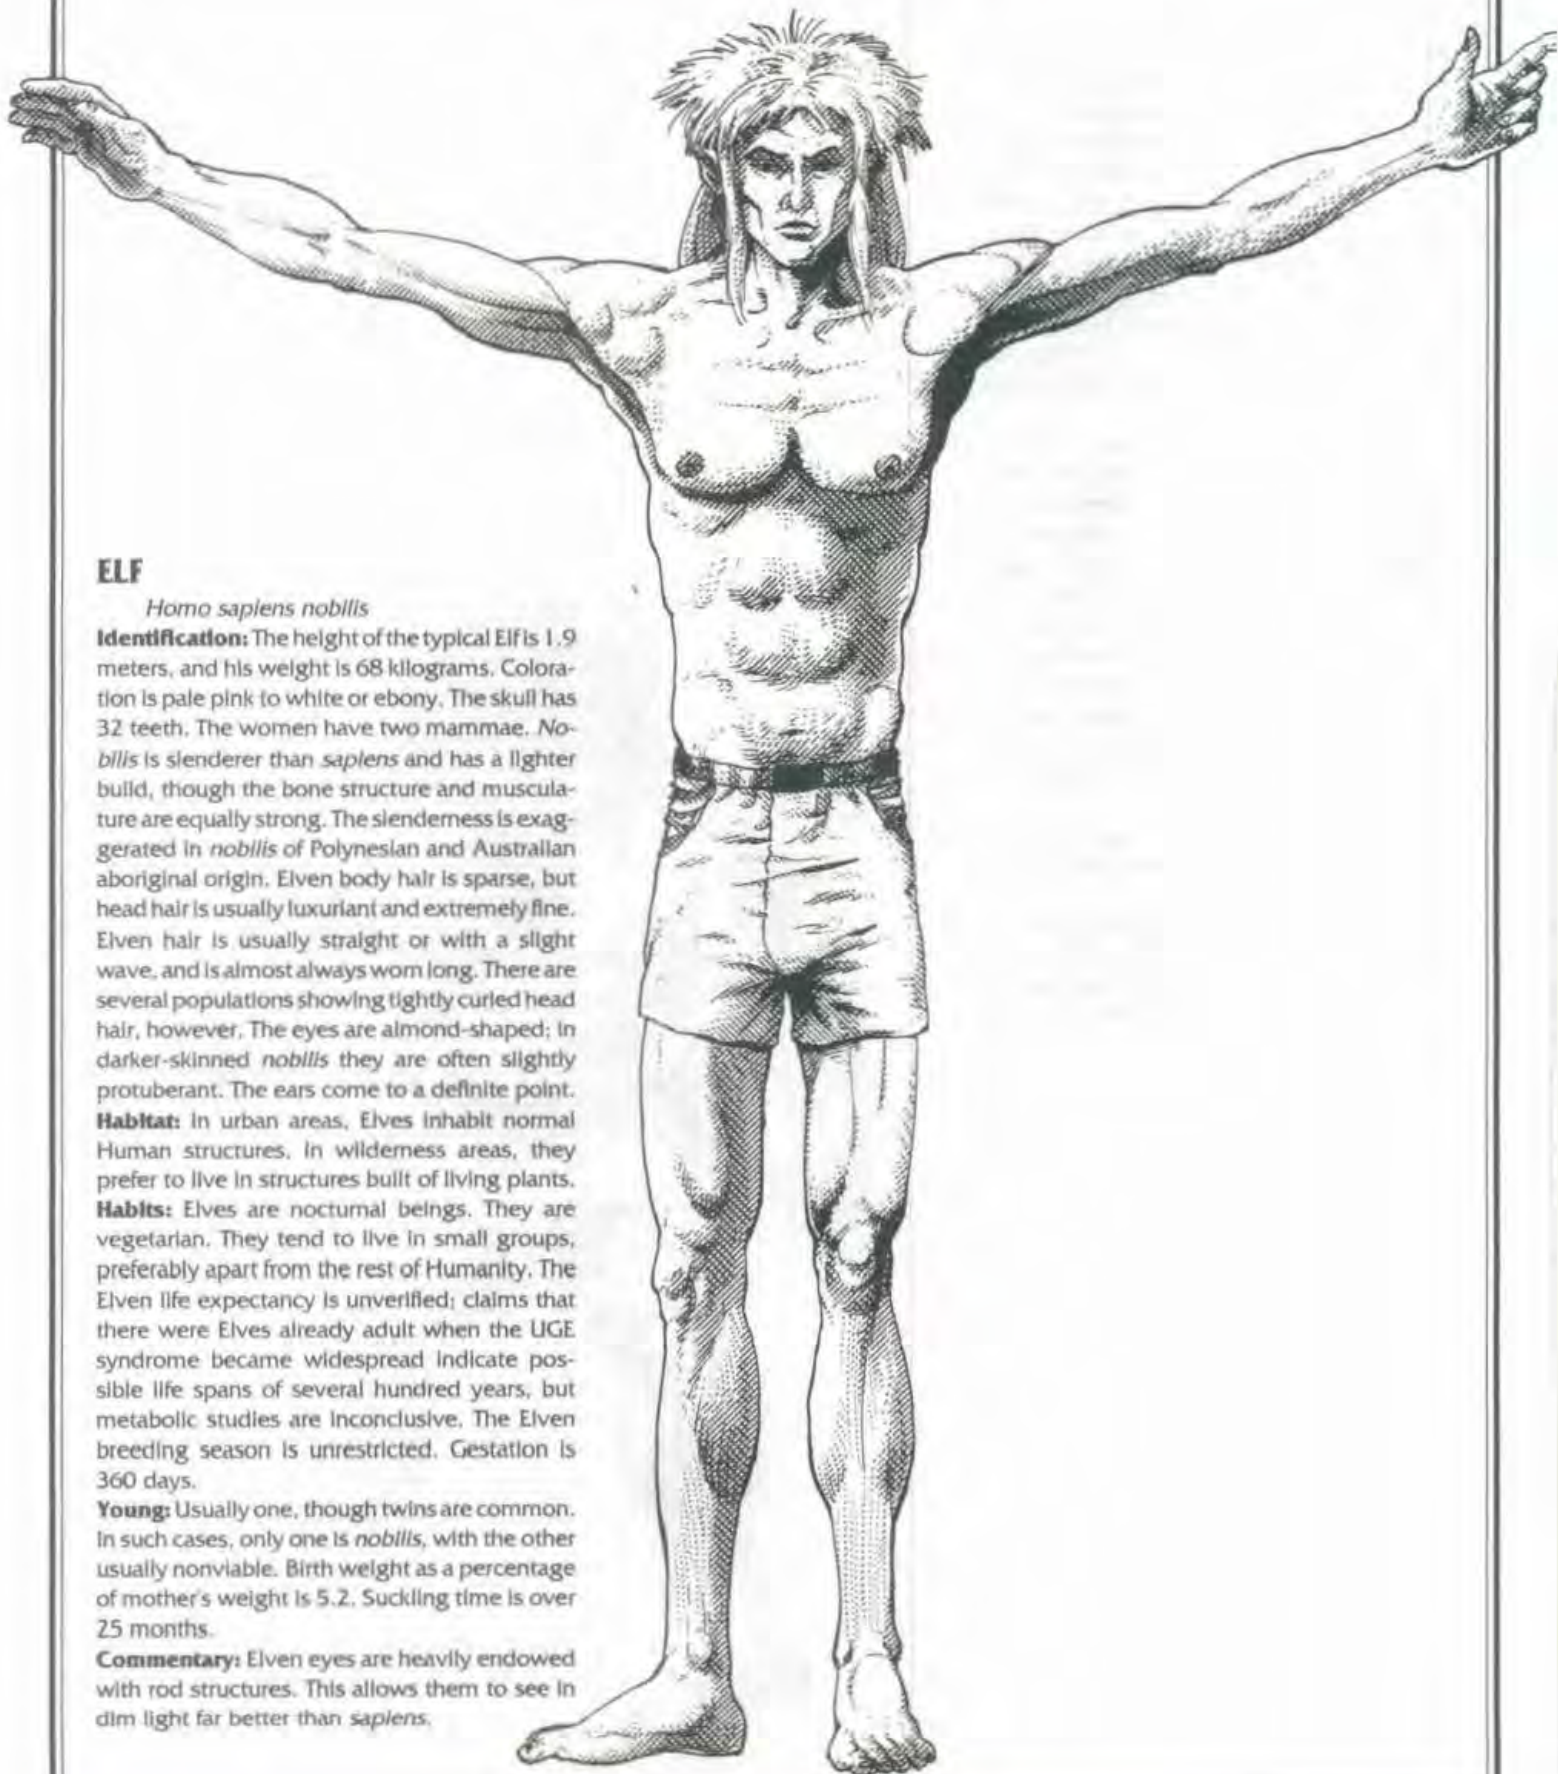 ELF
Homo sapiens nobilis
Identification: The height of the typical Elf is 1.9
meters, and his weight is 68 kilograms. Colora-
tion is pale pink to white or ebony. The skull has
32 teeth. The women have two mammae. No-
bilis is slenderer than sapiens and has a lighter
build, though the bone structure and muscula-
ture are equally strong. The slenderness is exag-
gerated in nobilis of Polynesian and Australian
aboriginal origin. Elven body hair is sparse, but
head hair is usually luxuriant and extremely fine.
Elven hair is usually straight or with a slight
wave, and is almost always worn long. There are
several populations showing tightly curled head
hair, however. The eyes are almond-shaped; in
darker-skinned nobilis they are often slightly
protuberant. The ears come to a definite point.
Habitat: In urban areas, Elves inhabit normal
Human structures. In wilderness areas, they
prefer to live in structures built of living plants.
Habits: Elves are nocturnal beings. They are
vegetarian. They tend to live in small groups,
preferably apart from the rest of Humanity. The
Elven life expectancy is unverified; claims that
there were Elves already adult when the UGE
syndrome became widespread indicate pos-
sible life spans of several hundred years, but
metabolic studies are inconclusive. The Elven
breeding season is unrestricted. Gestation is
360 days.
Young: Usually one, though twins are common.
In such cases, only one is nobilis, with the other
usually nonviable. Birth weight as a percentage
of mother's weight is 5.2. Suckling time is over
25 months.
Commentary: Elven eyes are heavily endowed
with rod structures. This allows them to see in
dim light far better than sapiens.